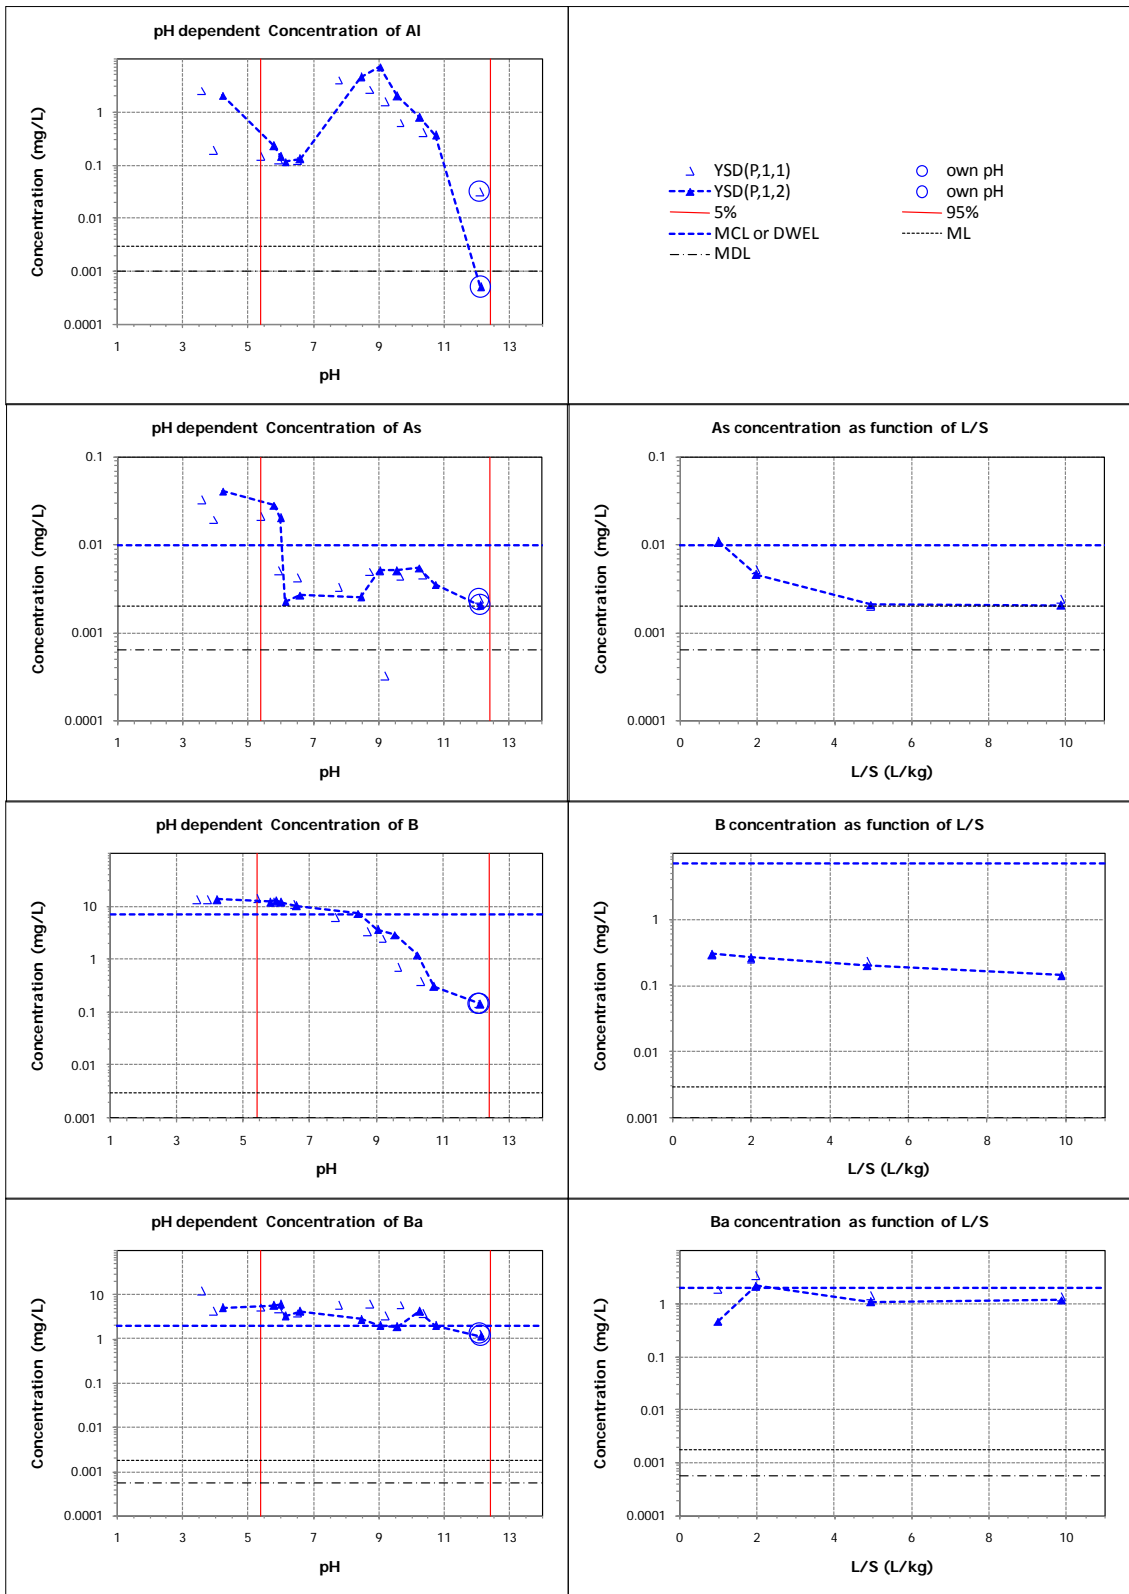 pH dependent Concentration of Al
Concentration (mg/L)
1
0.1
0.01
0.001
0.0001
1 3 5 7 9 11 13
pH
YSD(P,1,1) own pH
YSD(P,1,2) own pH
5% 95%
MCL or DWEL ML
MDL
pH dependent Concentration of As
Concentration (mg/L)
0.1
0.01
0.001
0.0001
1 3 5 7 9 11 13
pH
As concentration as function of L/S
Concentration (mg/L)
0.1
0.01
0.001
0.0001
0 2 4 6 8 10
L/S (L/kg)
pH dependent Concentration of B
Concentration (mg/L)
10
1
0.1
0.01
0.001
1 3 5 7 9 11 13
pH
B concentration as function of L/S
Concentration (mg/L)
1
0.1
0.01
0.001
0 2 4 6 8 10
L/S (L/kg)
pH dependent Concentration of Ba
Concentration (mg/L)
10
1
0.1
0.01
0.001
0.0001
1 3 5 7 9 11 13
pH
Ba concentration as function of L/S
Concentration (mg/L)
1
0.1
0.01
0.001
0.0001
0 2 4 6 8 10
L/S (L/kg)